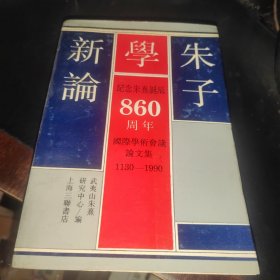 朱子
學
新論
紀念朱熹誕辰
860
周年
國際學術會議
論文集
1130—1990
武夷山朱熹
研究中心/編
上海三聯書店